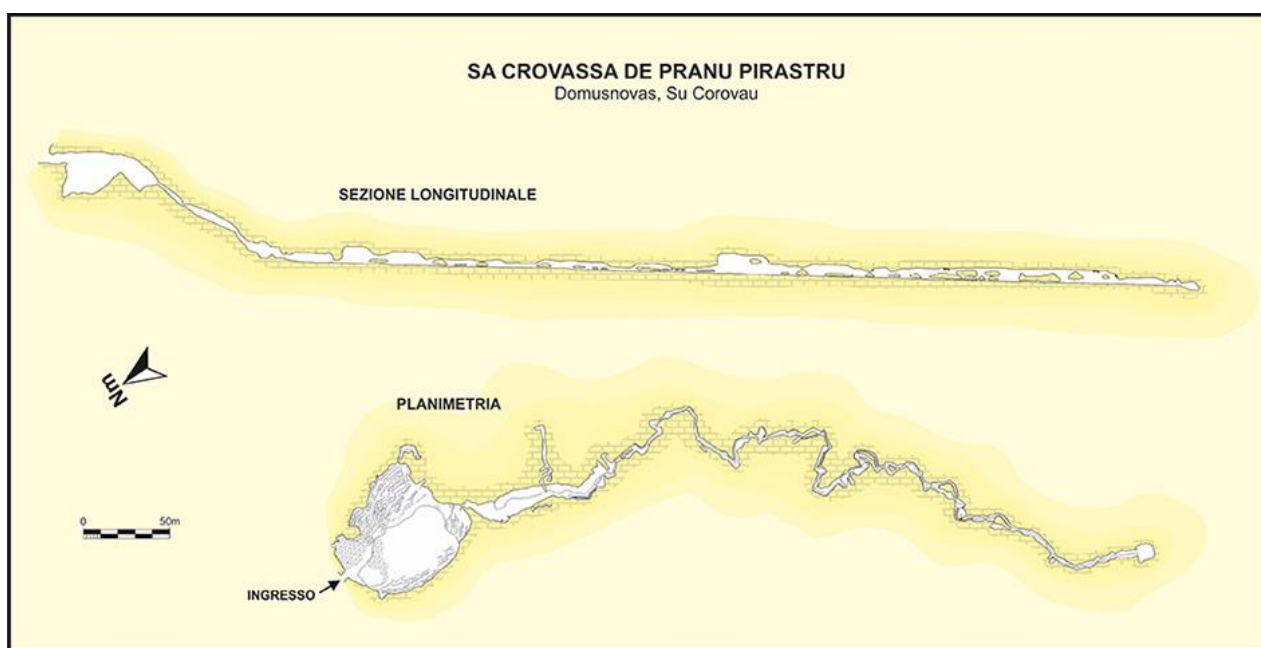 SA CROVASSA DE PRANU PIRASTRU
Domusnovas, Su Corovau
SEZIONE LONGITUDINALE
Nm
PLANIMETRIA
0 50m
INGRESSO